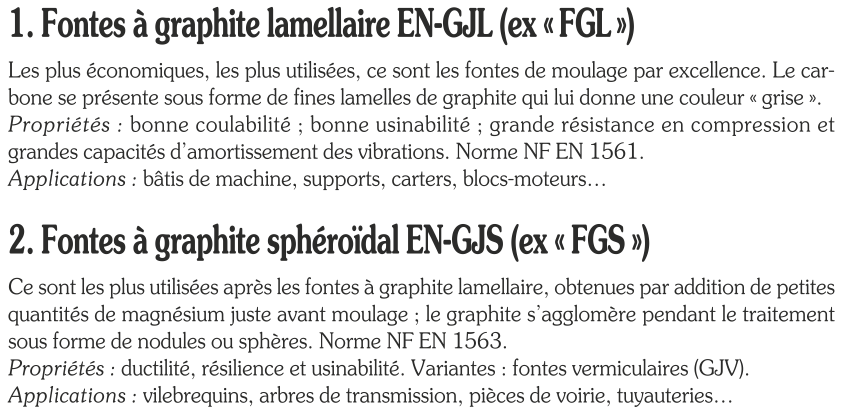 1. Fontes à graphite lamellaire EN-GJL (ex « FGL »)
Les plus économiques, les plus utilisées, ce sont les fontes de moulage par excellence. Le car-
bone se présente sous forme de fines lamelles de graphite qui lui donne une couleur « grise ».
Propriétés : bonne coulabilité ; bonne usinabilité ; grande résistance en compression et
grandes capacités d'amortissement des vibrations. Norme NF EN 1561.
Applications : bâtis de machine, supports, carters, blocs-moteurs…
2. Fontes à graphite sphéroïdal EN-GJS (ex « FGS »)
Ce sont les plus utilisées après les fontes à graphite lamellaire, obtenues par addition de petites
quantités de magnésium juste avant moulage ; le graphite s'agglomère pendant le traitement
sous forme de nodules ou sphères. Norme NF EN 1563.
Propriétés : ductilité, résilience et usinabilité. Variantes : fontes vermiculaires (GJV).
Applications : vilebrequins, arbres de transmission, pièces de voirie, tuyauteries…